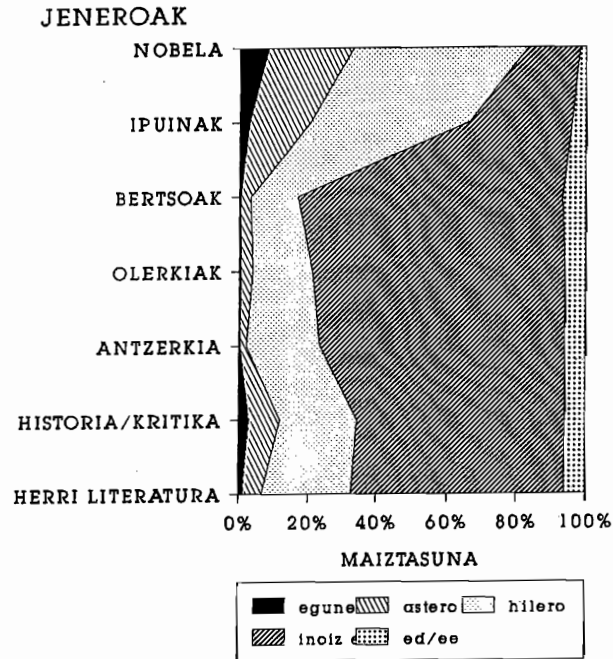 JENEROAK
NOBELA
IPUINAK
BERTSOAK
OLERKIAK
ANTZERKIA
HISTORIA/KRITIKA
HERRI LITERATURA
0% 20% 40% 60% 80% 100%
MAIZTASUNA
egune astero hilero
inoiz ed/ee